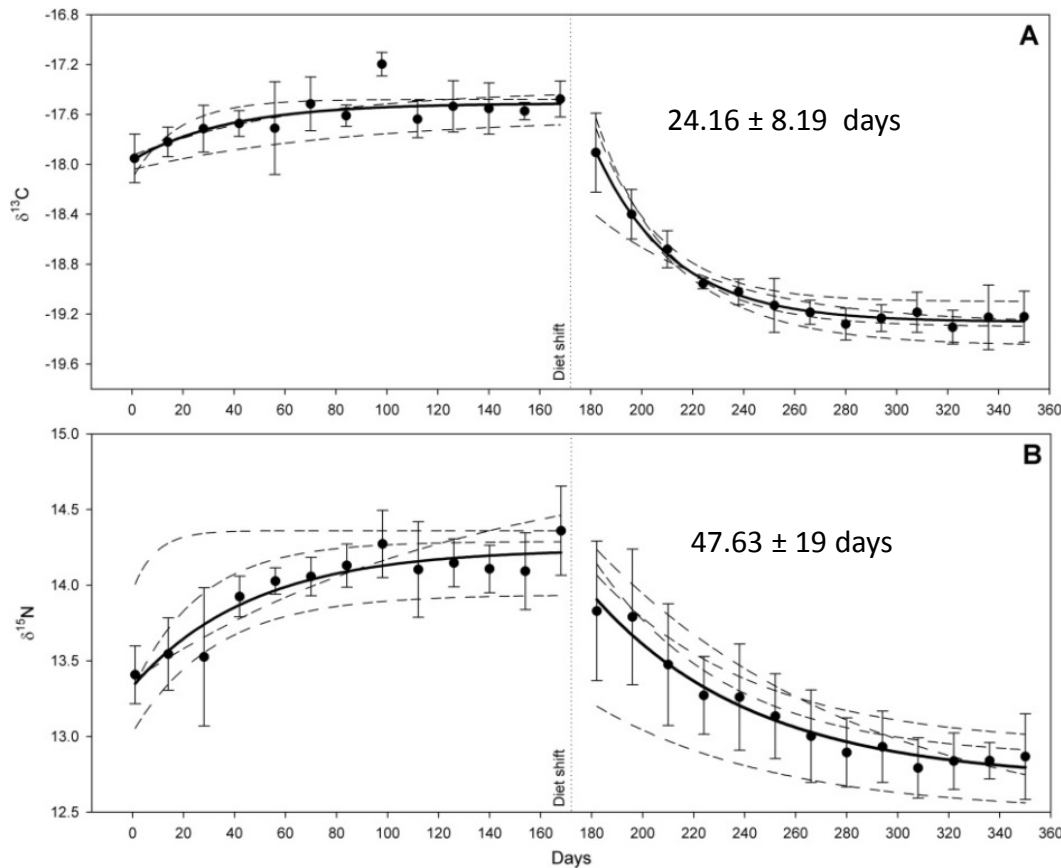 -16.8
-17.2
-17.6
-18.0
-18.4
-18.8
-19.2
-19.6
δ¹³C
A
24.16 ± 8.19 days
Diet shift
0 20 40 60 80 100 120 140 160 180 200 220 240 260 280 300 320 340 360
15.0
14.5
14.0
13.5
13.0
12.5
δ¹⁵N
B
47.63 ± 19 days
Diet shift
0 20 40 60 80 100 120 140 160 180 200 220 240 260 280 300 320 340 360
Days